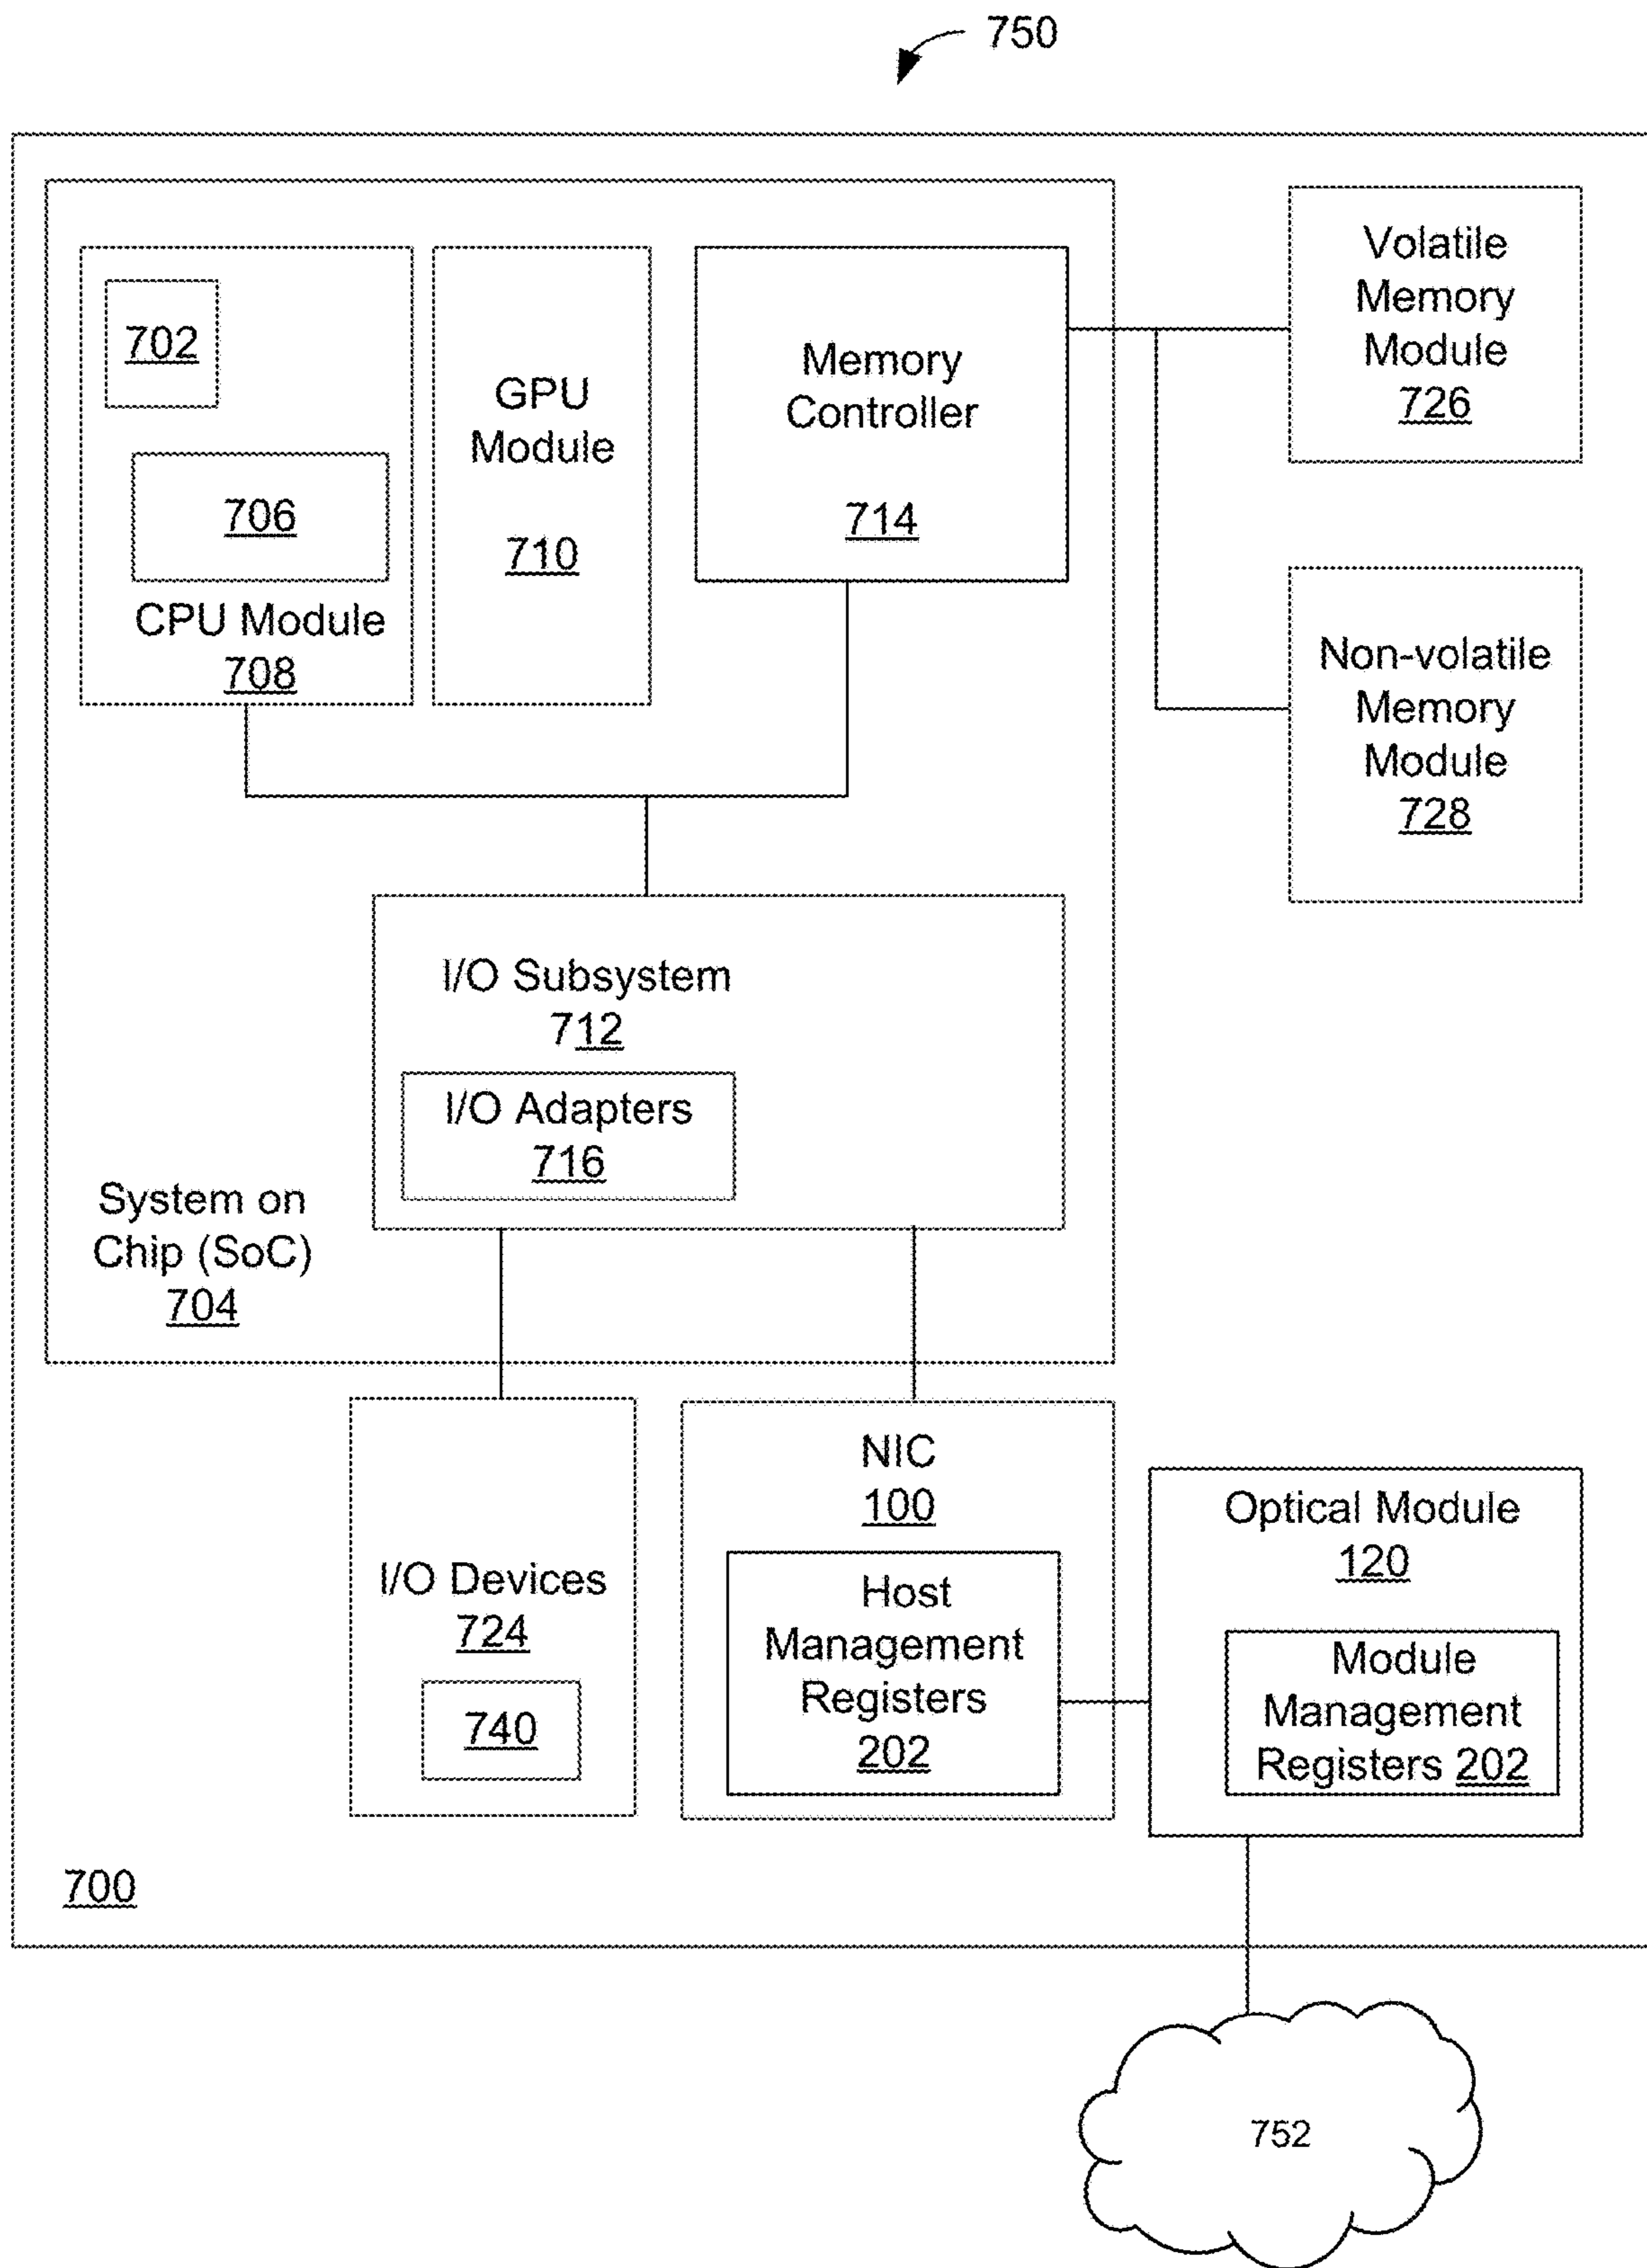 750
702
706
CPU Module
708
GPU
Module
710
Memory
Controller
714
Volatile
Memory
Module
726
Non-volatile
Memory
Module
728
I/O Subsystem
712
I/O Adapters
716
System on
Chip (SoC)
704
I/O Devices
724
740
NIC
100
Host
Management
Registers
202
Optical Module
120
Module
Management
Registers 202
700
752